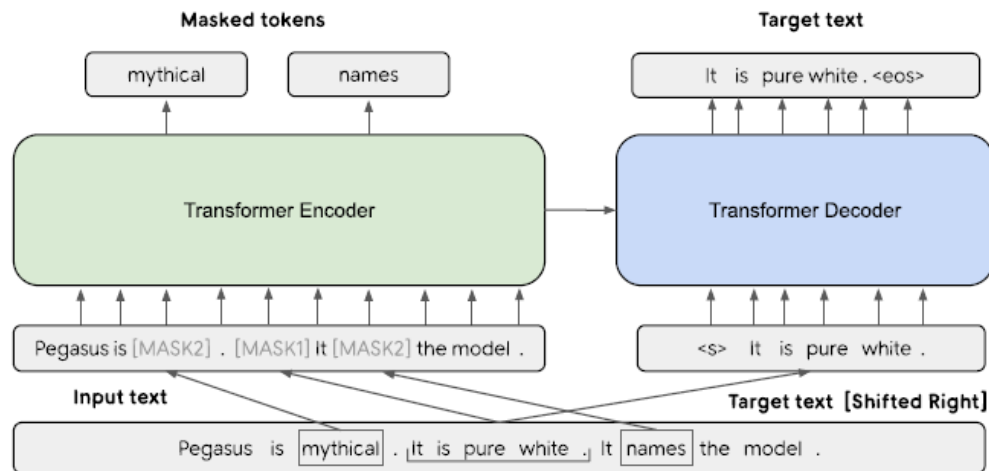 Masked tokens
Target text
mythical
names
It is pure white . <eos>
Transformer Encoder
Transformer Decoder
Pegasus is [MASK2] . [MASK1] It [MASK2] the model .
<s> It is pure white .
Input text
Target text [Shifted Right]
Pegasus is mythical . It is pure white . It names the model .